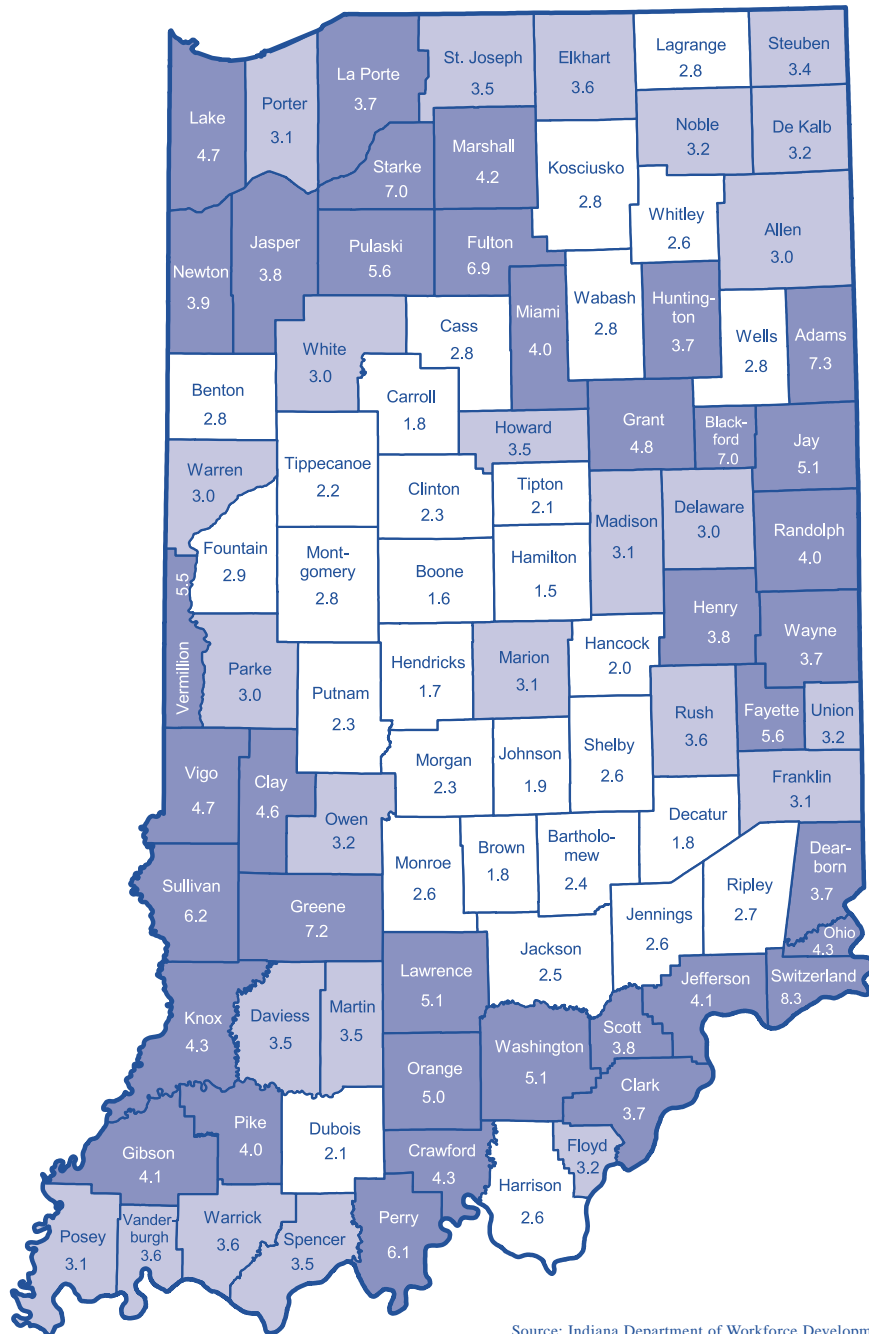 Lagrange
2.8
Steuben
3.4
St. Joseph
3.5
Elkhart
3.6
La Porte
3.7
Porter
3.1
Lake
4.7
Noble
3.2
De Kalb
3.2
Marshall
4.2
Starke
7.0
Kosciusko
2.8
Whitley
2.6
Allen
3.0
Newton
3.9
Jasper
3.8
Pulaski
5.6
Fulton
6.9
Miami
4.0
Wabash
2.8
Hunting-
ton
3.7
Wells
2.8
Adams
7.3
White
3.0
Cass
2.8
Carroll
1.8
Benton
2.8
Howard
3.5
Grant
4.8
Black-
ford
7.0
Jay
5.1
Warren
3.0
Tippecanoe
2.2
Clinton
2.3
Tipton
2.1
Madison
3.1
Delaware
3.0
Randolph
4.0
Fountain
2.9
Mont-
gomery
2.8
Boone
1.6
Hamilton
1.5
Henry
3.8
Wayne
3.7
Vermillion 5.5
Parke
3.0
Putnam
2.3
Hendricks
1.7
Marion
3.1
Hancock
2.0
Rush
3.6
Fayette
5.6
Union
3.2
Vigo
4.7
Clay
4.6
Owen
3.2
Morgan
2.3
Johnson
1.9
Shelby
2.6
Franklin
3.1
Decatur
1.8
Monroe
2.6
Brown
1.8
Bartholo-
mew
2.4
Dear-
born
3.7
Ripley
2.7
Jennings
2.6
Sullivan
6.2
Greene
7.2
Ohio
4.3
Jackson
2.5
Lawrence
5.1
Jefferson
4.1
Switzerland
8.3
Knox
4.3
Daviess
3.5
Martin
3.5
Orange
5.0
Washington
5.1
Scott
3.8
Clark
3.7
Gibson
4.1
Pike
4.0
Dubois
2.1
Crawford
4.3
Floyd
3.2
Harrison
2.6
Posey
3.1
Vander-
burgh
3.6
Warrick
3.6
Spencer
3.5
Perry
6.1
Source: Indiana Department of Workforce Developm